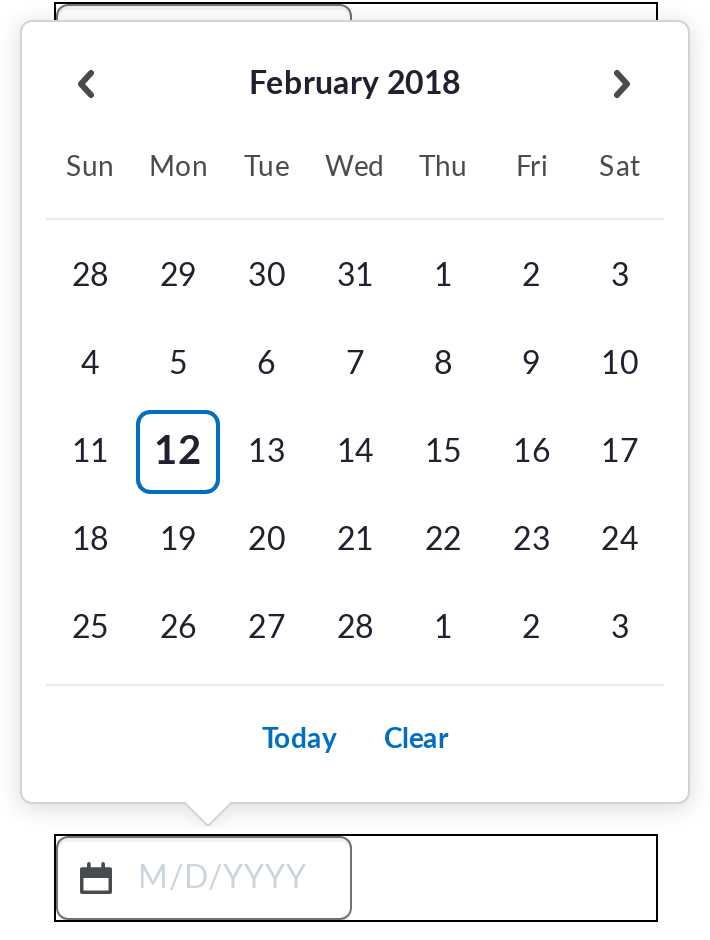 February 2018
Sun Mon Tue Wed Thu Fri Sat
28 29 30 31 1 2 3
4 5 6 7 8 9 10
11 12 13 14 15 16 17
18 19 20 21 22 23 24
25 26 27 28 1 2 3
Today Clear
M/D/YYYY